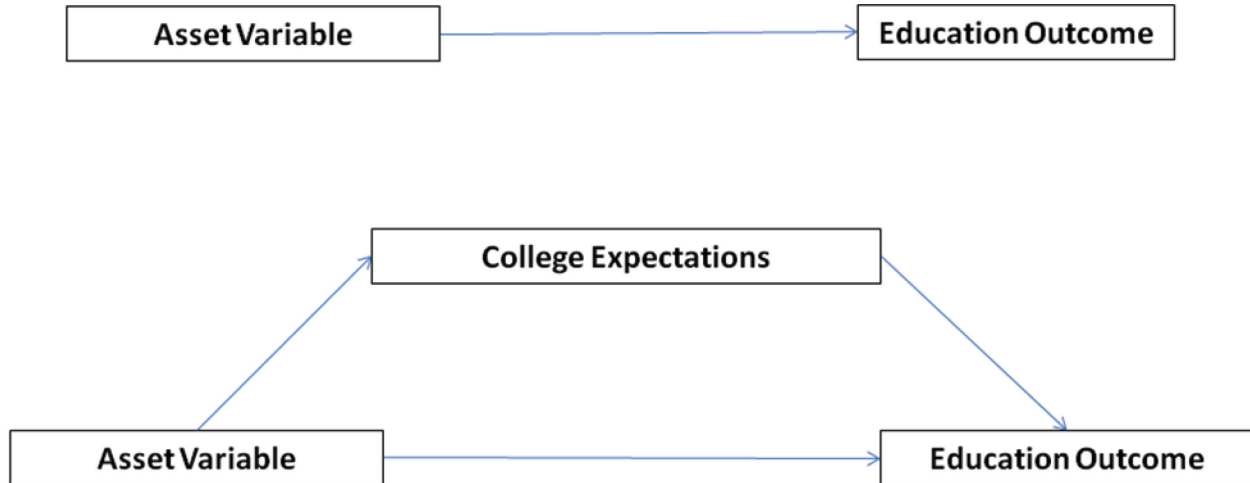 Asset Variable
Education Outcome
College Expectations
Asset Variable
Education Outcome